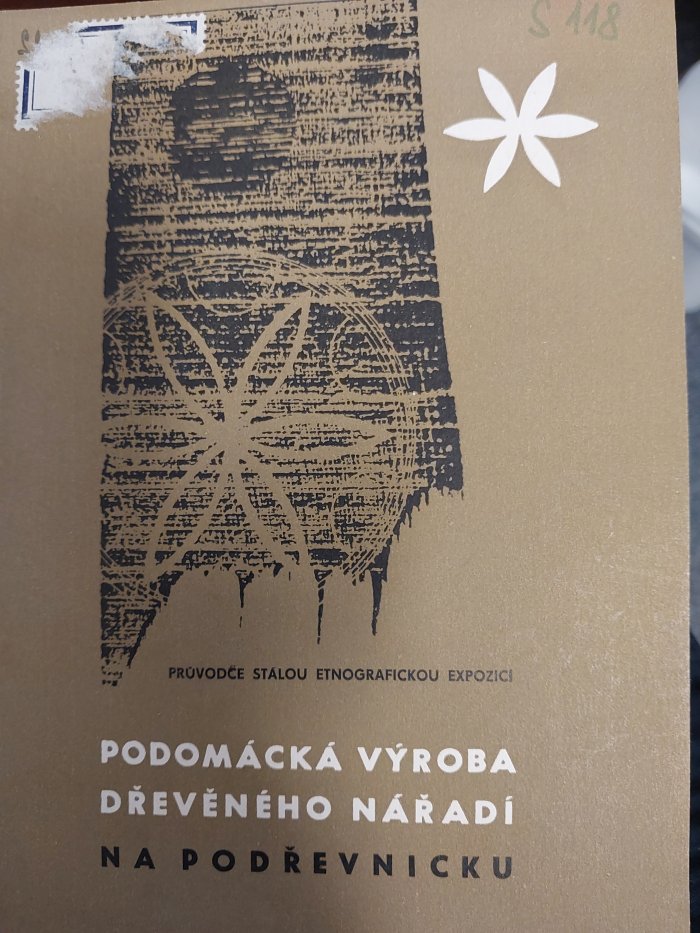 S 118
PRŮVODCE STÁLOU ETNOGRAFICKOU EXPOZICÍ
PODOMÁCKÁ VÝROBA
DŘEVĚNÉHO NÁŘADÍ
NA PODŘEVNICKU